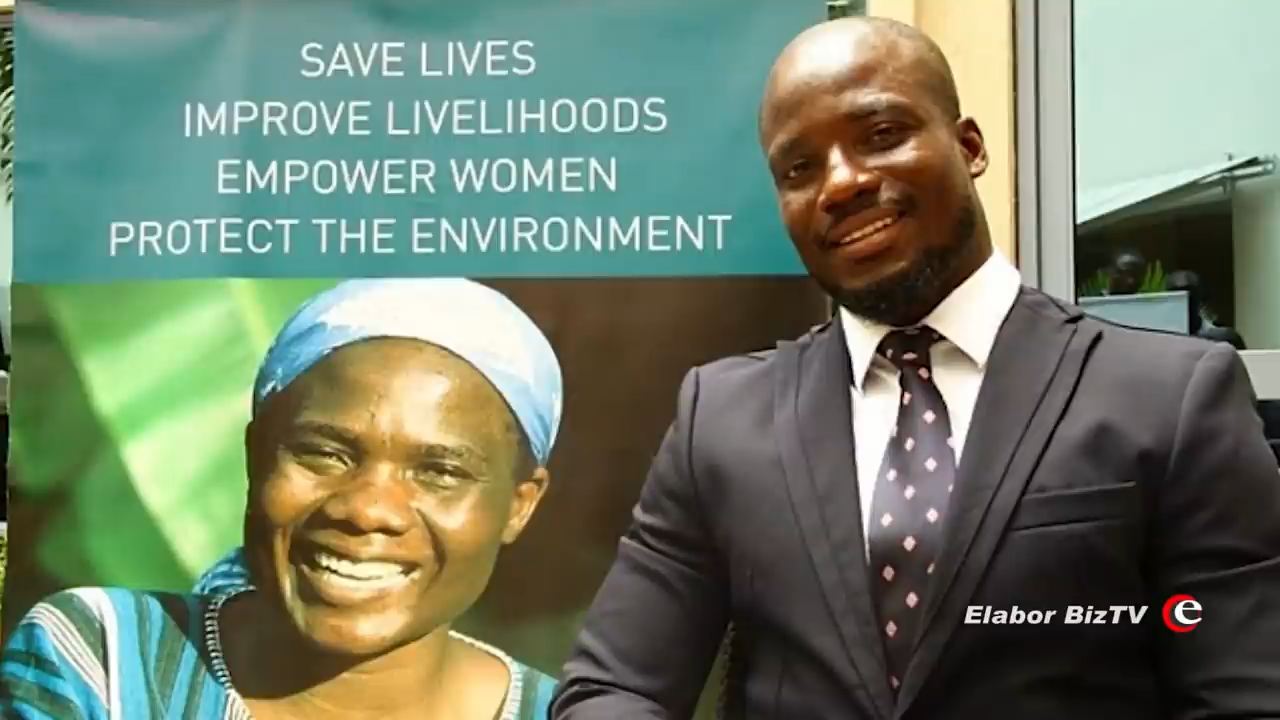 SAVE LIVES
IMPROVE LIVELIHOODS
EMPOWER WOMEN
PROTECT THE ENVIRONMENT
Elabor BizTV e